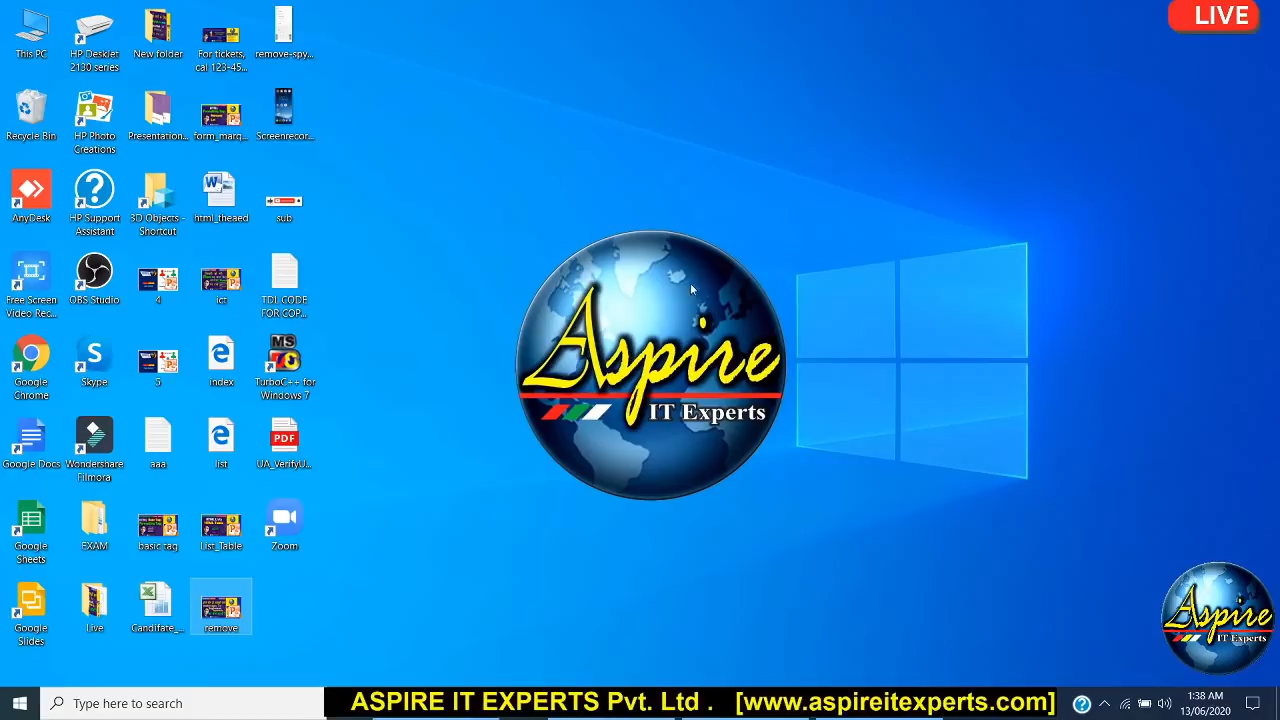 LIVE
This PC
HP Deskjet
2130 series
New folder
For tickets,
cal 123-45...
remove-spy...
Recycle Bin
HP Photo
Creations
Presentation...
form_marq...
Screenrecor...
AnyDesk
HP Support
Assistant
3D Objects -
Shortcut
html_theaed
sub
Free Screen
Video Rec...
OBS Studio
4
ict
TDL CODE
FOR COP...
Google
Chrome
Skype
5
index
TurboC++ for
Windows 7
Google Docs
Wondershare
Filmora
aaa
list
UA_VerifyU...
Google
Sheets
EXAM
basic tag
List_Table
Zoom
Google
Slides
Live
Candifate_...
remove
MS
PDF
Aspire
IT Experts
Aspire
IT Experts
Type here to search
ASPIRE IT EXPERTS Pvt. Ltd . [www.aspireitexperts.com]
1:38 AM
13/06/2020